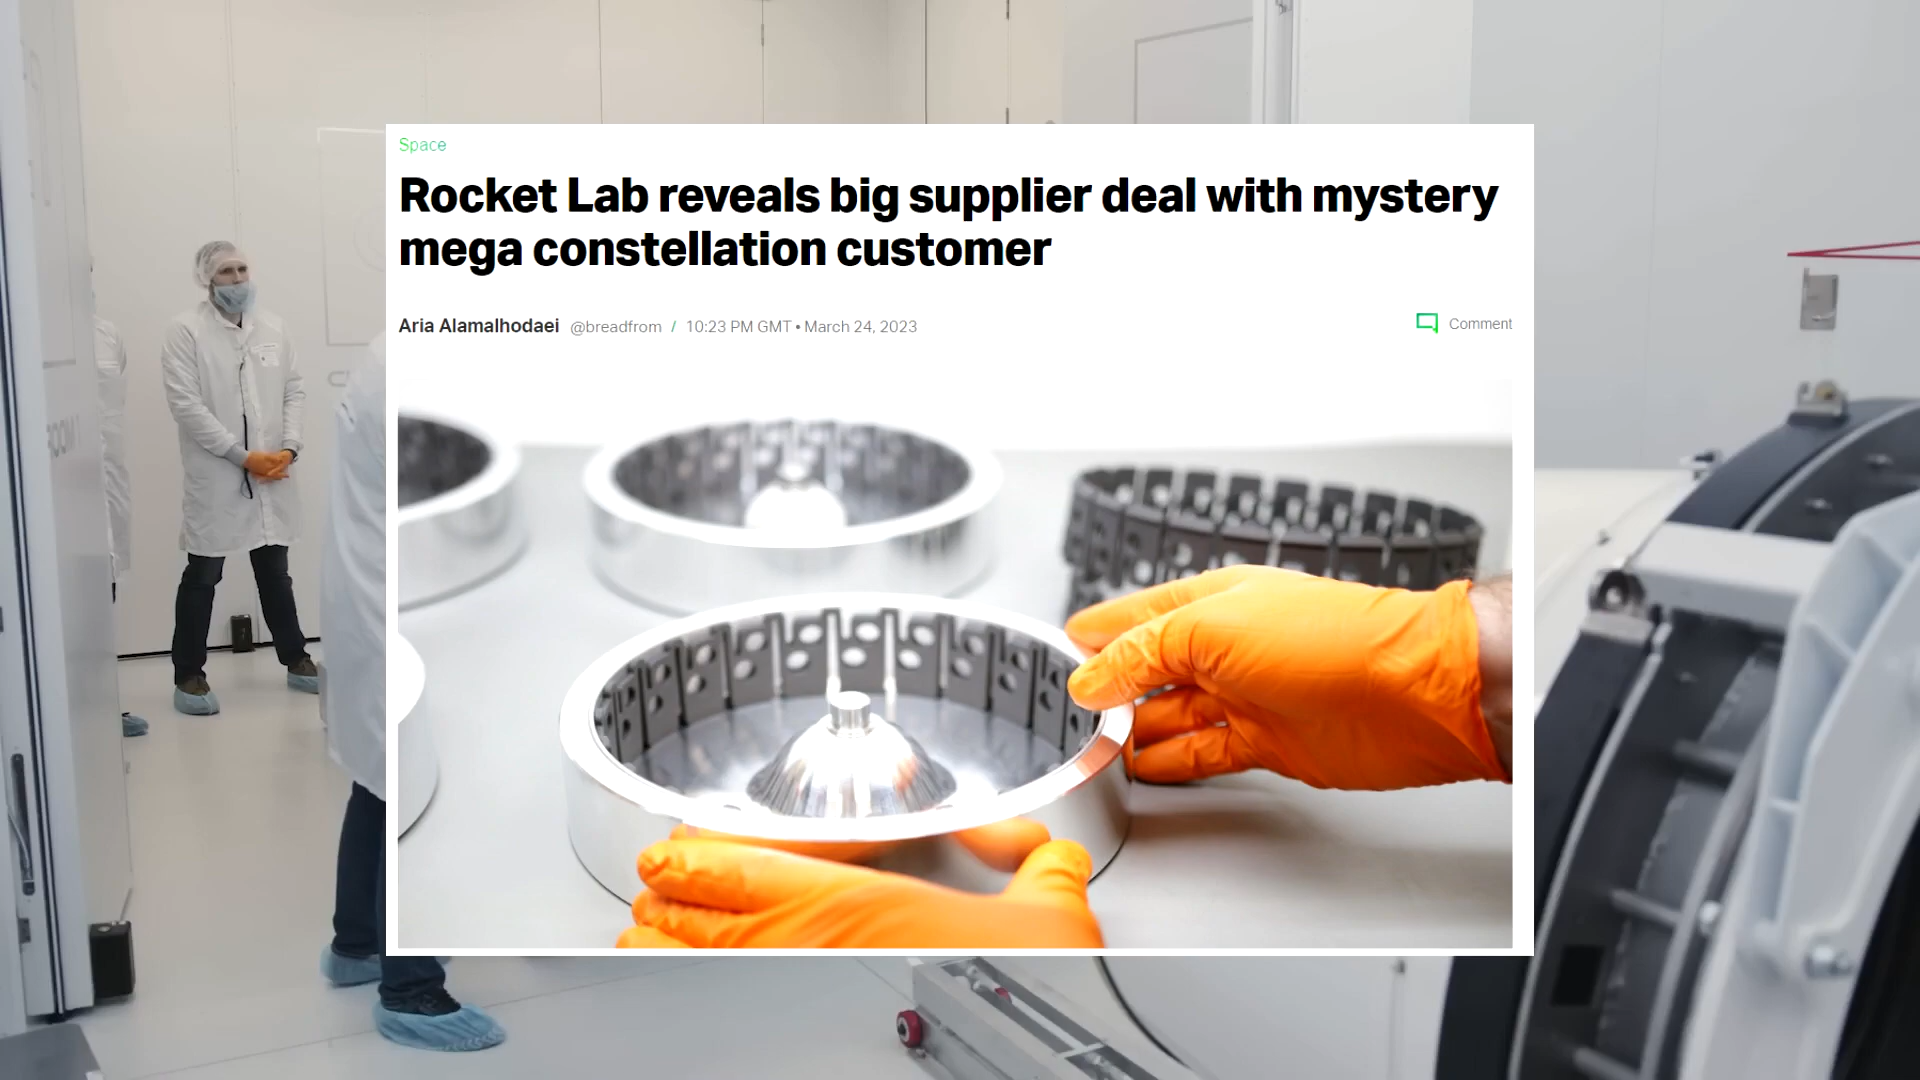 Space
Rocket Lab reveals big supplier deal with mystery
mega constellation customer
Aria Alamalhodaei @breadfrom / 10:23 PM GMT • March 24, 2023
Comment